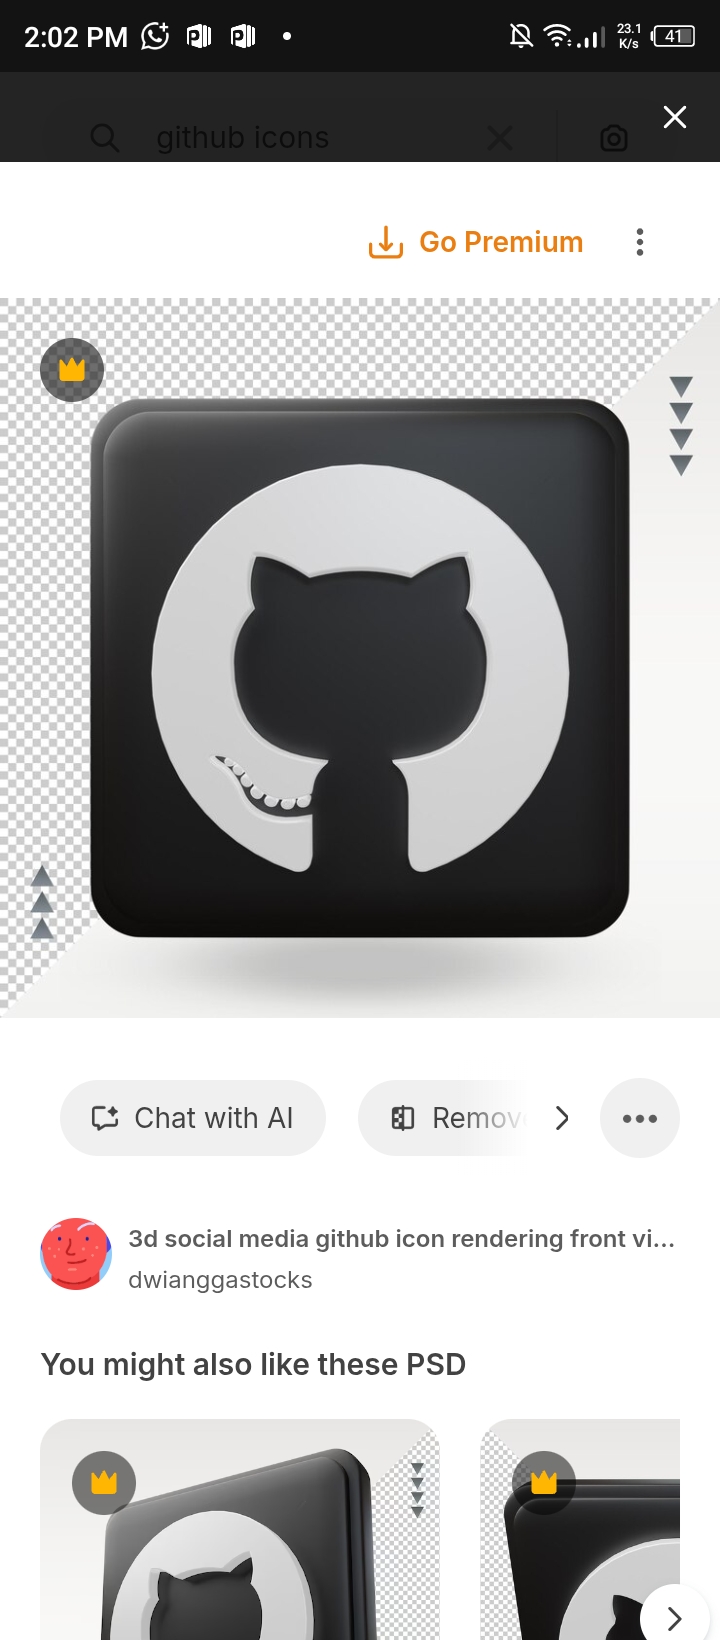 2:02 PM
23.1
K/s
41
github icons
Go Premium
Chat with AI
Remov
3d social media github icon rendering front vi...
dwianggastocks
You might also like these PSD